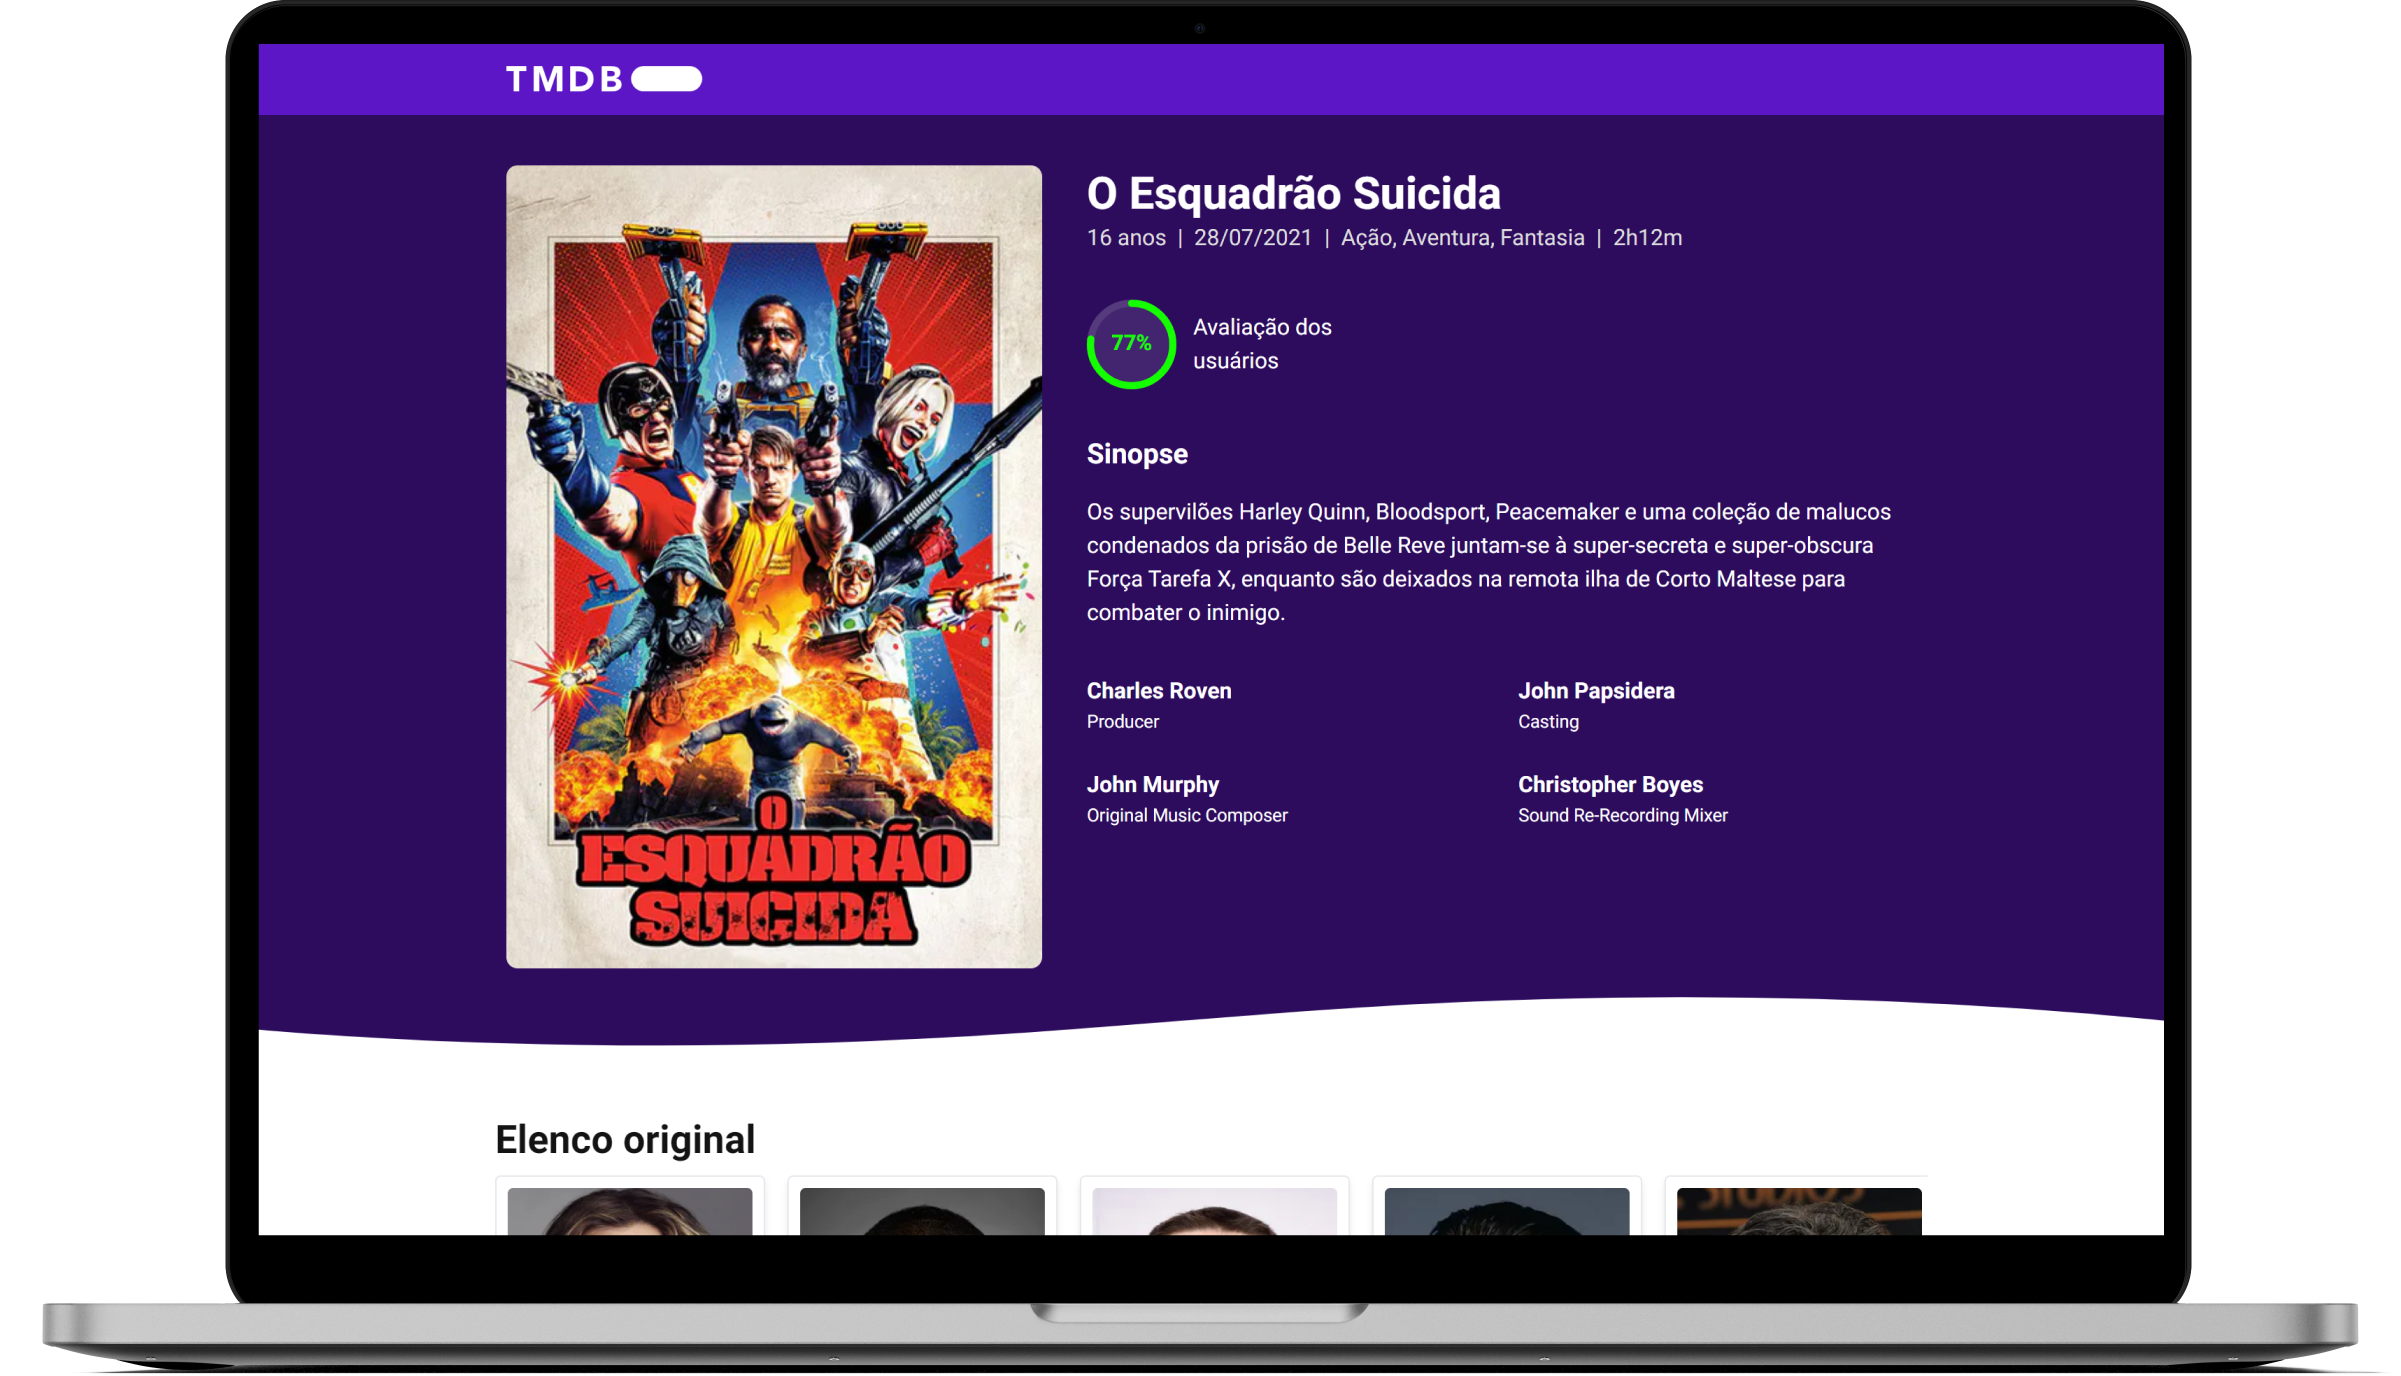 TMDB
O Esquadrão Suicida
16 anos | 28/07/2021 | Ação, Aventura, Fantasia | 2h12m
77%
Avaliação dos
usuários
Sinopse
Os supervilões Harley Quinn, Bloodsport, Peacemaker e uma coleção de malucos
condenados da prisão de Belle Reve juntam-se à super-secreta e super-obscura
Força Tarefa X, enquanto são deixados na remota ilha de Corto Maltese para
combater o inimigo.
Charles Roven
Producer
John Papsidera
Casting
John Murphy
Original Music Composer
Christopher Boyes
Sound Re-Recording Mixer
O
ESQUADRÃO
SUICIDA
Elenco original